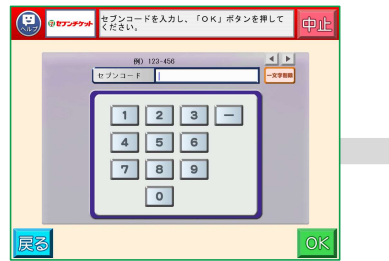 ヘルプ
セブンチケット
セブンコードを入力し、「OK」ボタンを押して
ください。
中止
例) 123-456
セブンコード
一文字削除
1 2 3 ー
4 5 6
7 8 9
0
戻る
OK